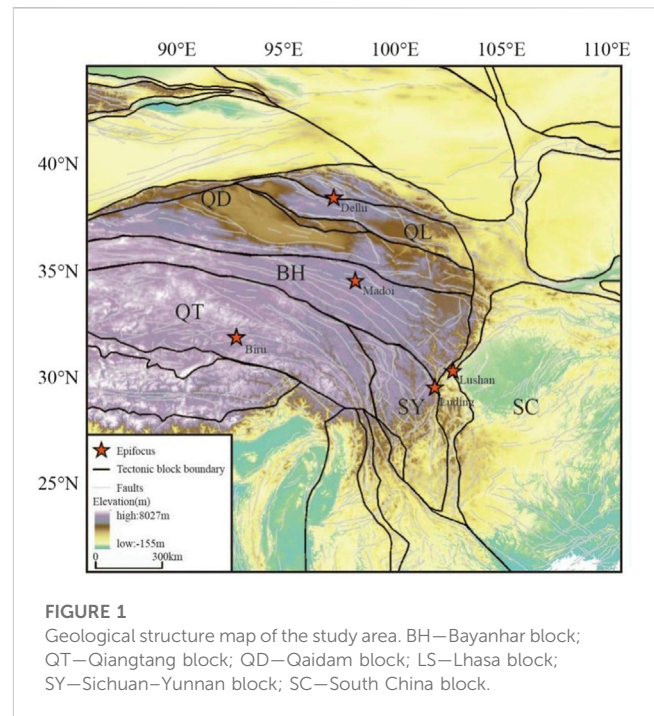 90°E 95°E 100°E 105°E 110°E
40°N
QD
Delhi
QL
35°N
BH
Madoi
QT
Biru
30°N
Lushan
Luding
SY
SC
25°N
Epifocus
Tectonic block boundary
Faults
Elevation(m)
high:8027m
low:-155m
0 300km
FIGURE 1
Geological structure map of the study area. BH—Bayanhar block;
QT—Qiangtang block; QD—Qaidam block; LS—Lhasa block;
SY—Sichuan–Yunnan block; SC—South China block.